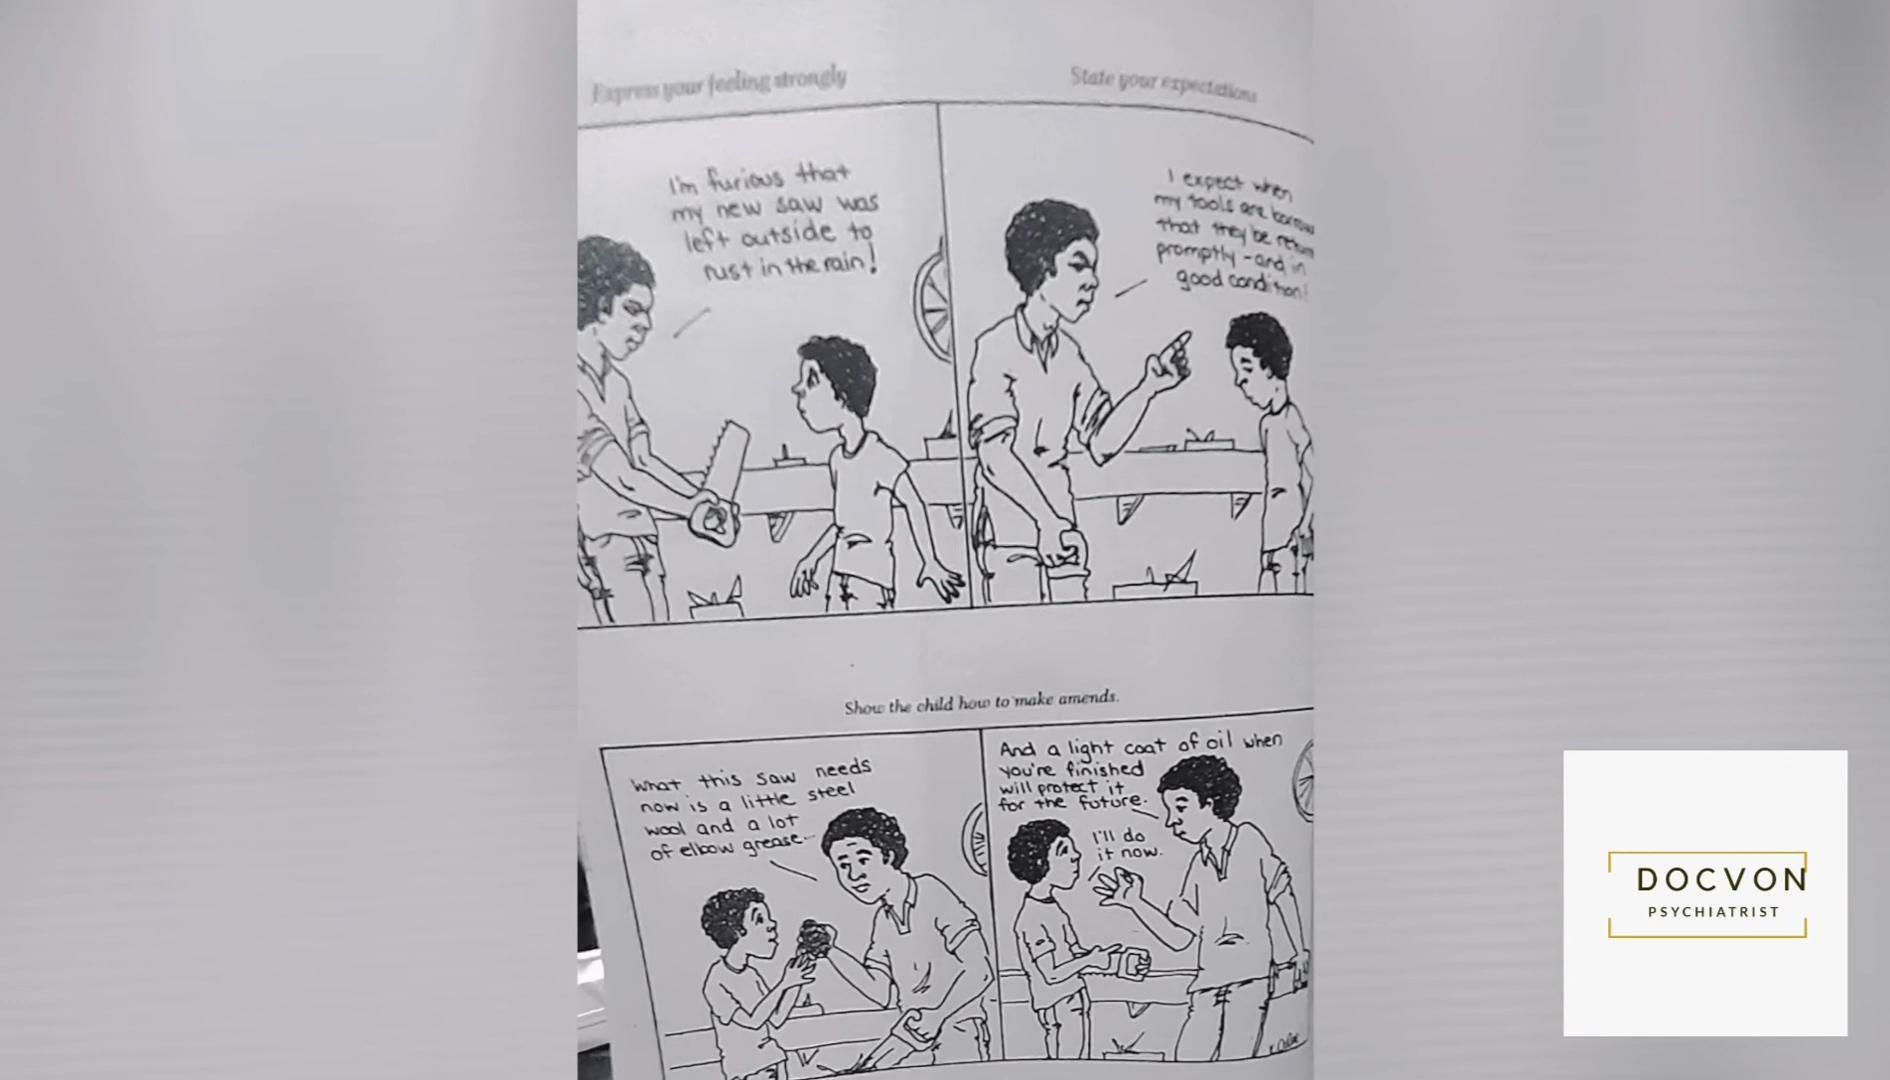 Express your feeling strongly
State your expectations
I'm furious that
my new saw was
left outside to
rust in the rain!
I expect when
my tools are
that they be
promptly - and in
good condition!
Show the child how to make amends.
What this saw needs
now is a little steel
wool and a lot
of elbow grease.
And a light coat of oil when
you're finished
will protect it
for the future.
I'll do
it now.
DOCVON
PSYCHIATRIST